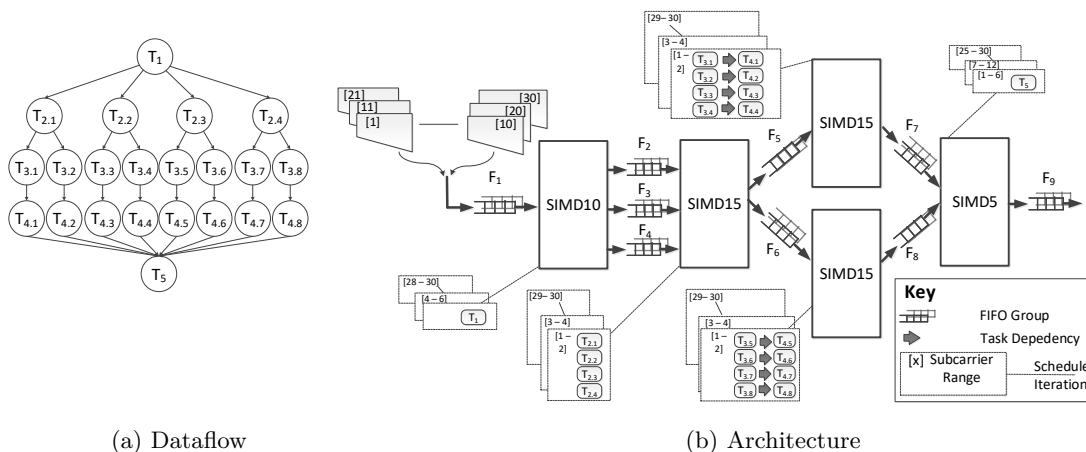 T1
T2.1 T2.2 T2.3 T2.4
T3.1 T3.2 T3.3 T3.4 T3.5 T3.6 T3.7 T3.8
T4.1 T4.2 T4.3 T4.4 T4.5 T4.6 T4.7 T4.8
T5
(a) Dataflow
[21]
[11]
[1]
[30]
[20]
[10]
F1
SIMD10
[28– 30]
[4 – 6]
T1
F2
F3
F4
SIMD15
[29– 30]
[3 – 4]
[1 –
2]
T2.1
T2.2
T2.3
T2.4
[29– 30]
[3 – 4]
[1 –
2]
T3.1 T4.1
T3.2 T4.2
T3.3 T4.3
T3.4 T4.4
F5
SIMD15
F7
F6
SIMD15
F8
[29– 30]
[3 – 4]
[1 –
2]
T3.5 T4.5
T3.6 T4.6
T3.7 T4.7
T3.8 T4.8
[25 – 30]
[7 – 12]
[1 – 6]
T5
SIMD5
F9
Key
FIFO Group
Task Depedency
[x] Subcarrier
Range
Schedule
Iteration
(b) Architecture